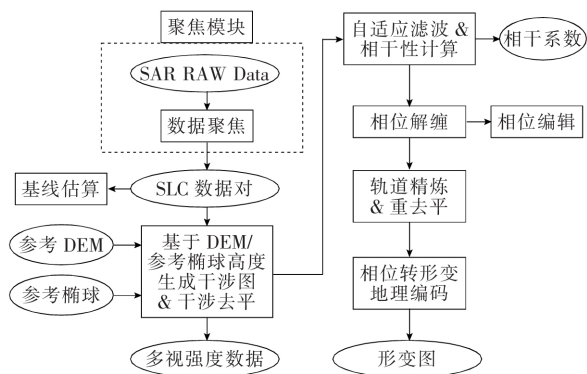 聚焦模块
SAR RAW Data
数据聚焦
基线估算
SLC 数据对
参考 DEM
参考椭球
基于 DEM/
参考椭球高度
生成干涉图
& 干涉去平
多视强度数据
自适应滤波 &
相干性计算
相干系数
相位解缠
相位编辑
轨道精炼
& 重去平
相位转形变
地理编码
形变图